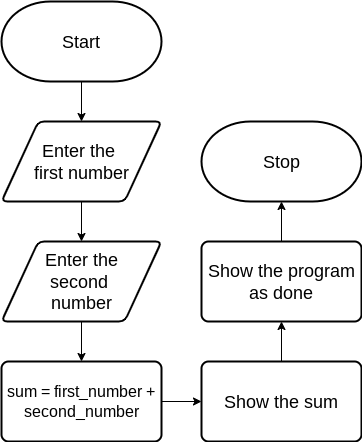 Start
Enter the
first number
Enter the
second
number
sum = first_number +
second_number
Show the sum
Show the program
as done
Stop